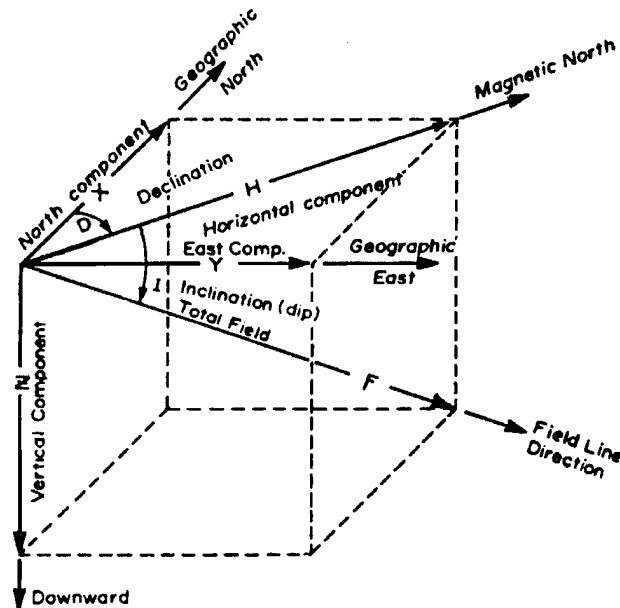 Geographic
North
Magnetic North
North component
X
Declination
H
D
Horizontal component
East Comp.
Y
Geographic
East
I
Inclination (dip)
Total Field
Z
Vertical Component
F
Field Line
Direction
Downward